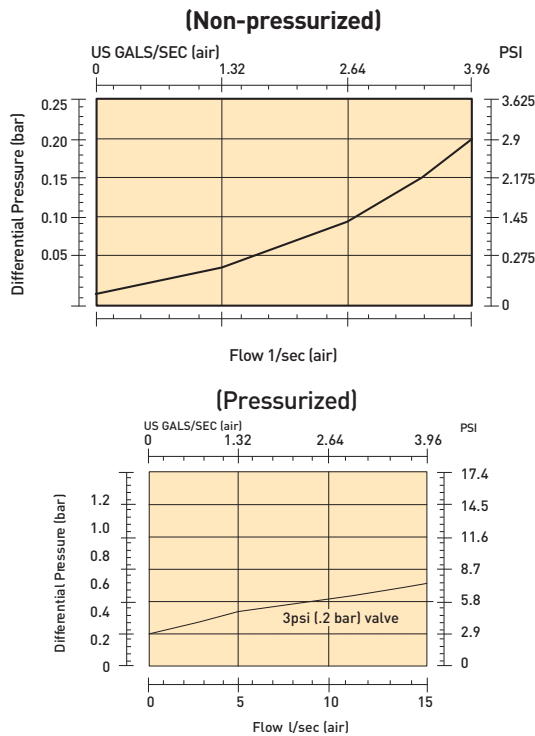 (Non-pressurized)
US GALS/SEC (air) PSI
0 1.32 2.64 3.96
0.25 3.625
0.20 2.9
0.15 2.175
0.10 1.45
0.05 0.275
0
Differential Pressure (bar)
Flow 1/sec (air)
(Pressurized)
US GALS/SEC (air) PSI
0 1.32 2.64 3.96
17.4
1.2 14.5
1.0 11.6
0.8 8.7
0.6 5.8
0.4 2.9
0.2 0
0
Differential Pressure (bar)
3psi (.2 bar) valve
0 5 10 15
Flow l/sec (air)